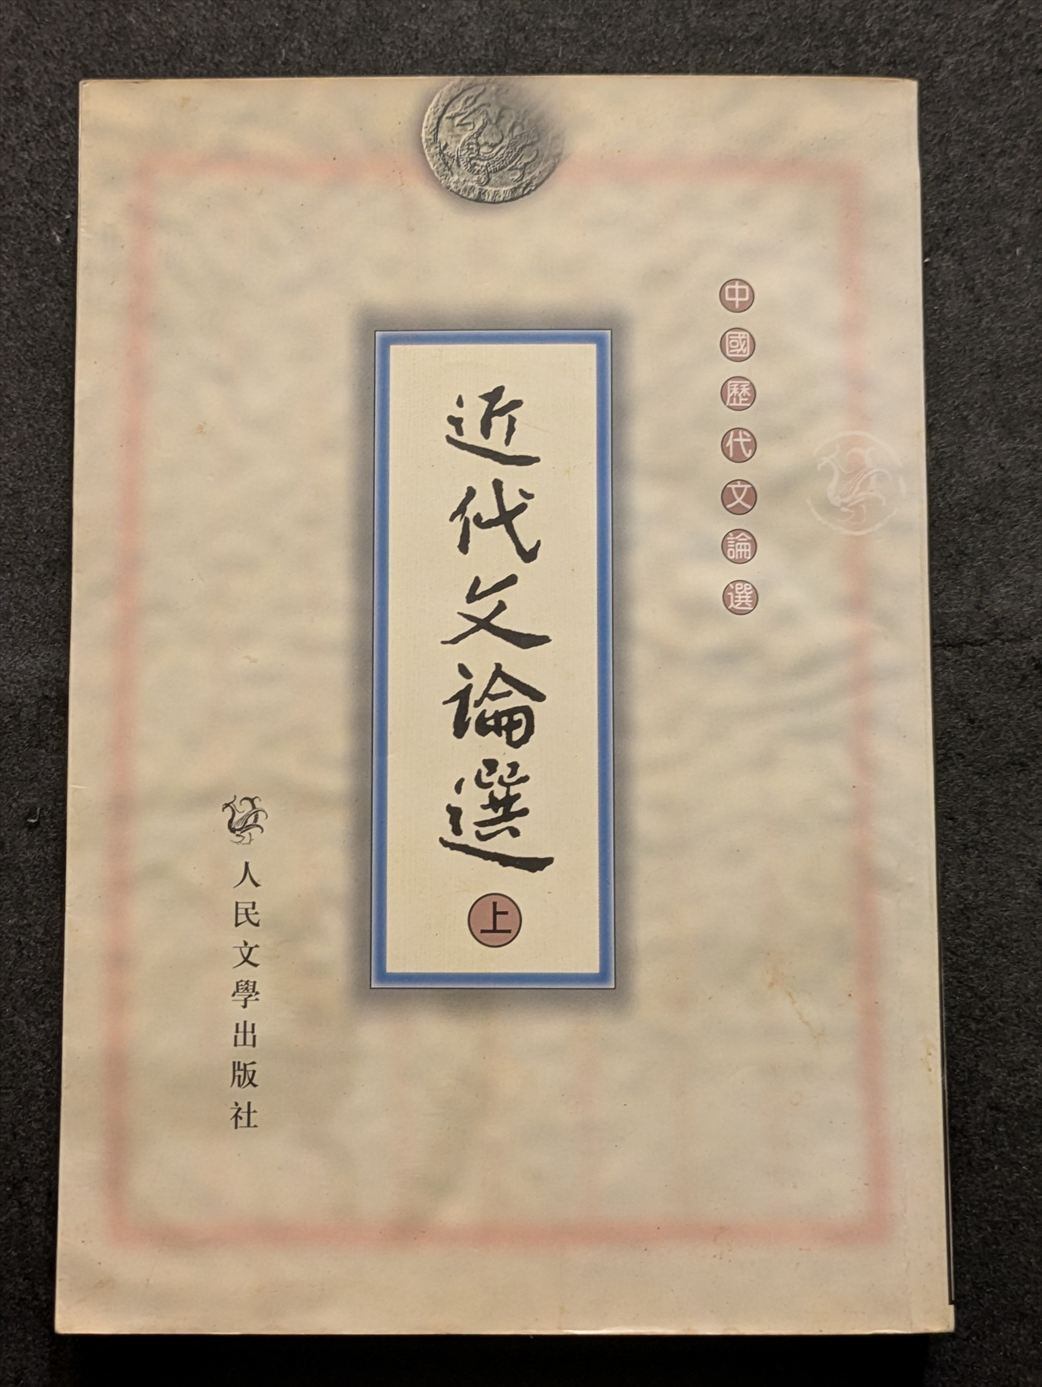 中國歷代文論選
近代文論選
上
人民文學出版社